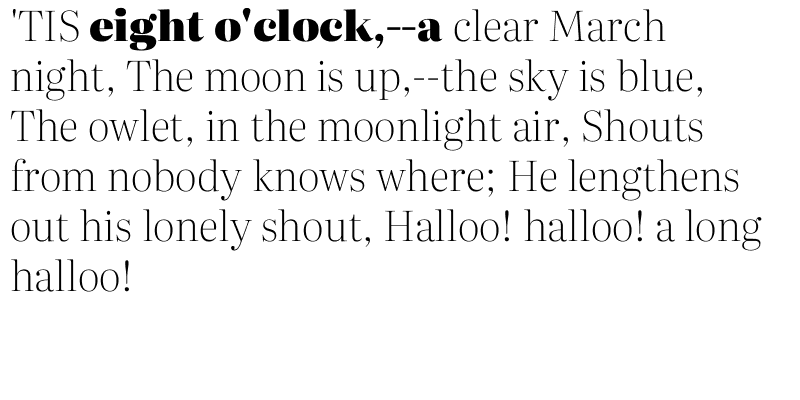 'TIS eight o'clock,--a clear March
night, The moon is up,--the sky is blue,
The owlet, in the moonlight air, Shouts
from nobody knows where; He lengthens
out his lonely shout, Halloo! halloo! a long
halloo!